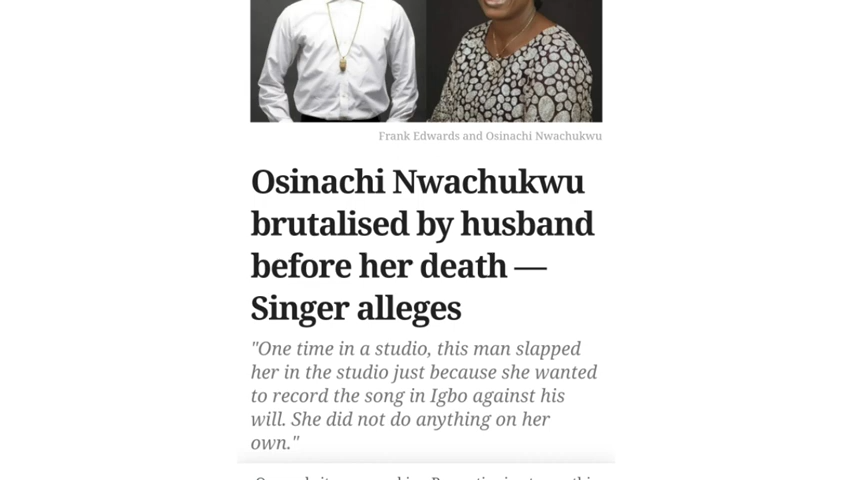 Frank Edwards and Osinachi Nwachukwu
Osinachi Nwachukwu
brutalised by husband
before her death —
Singer alleges
"One time in a studio, this man slapped
her in the studio just because she wanted
to record the song in Igbo against his
will. She did not do anything on her
own."